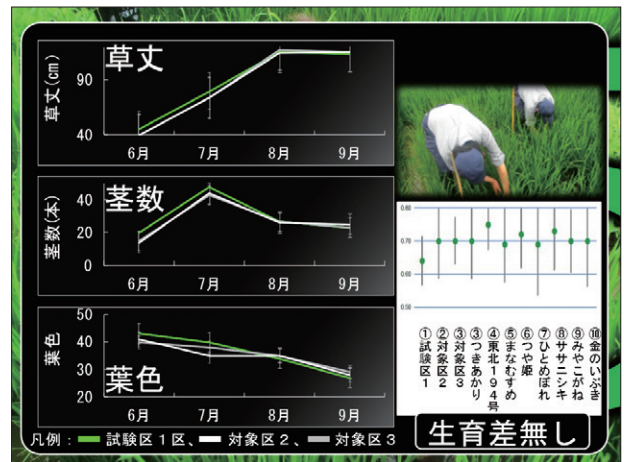 草丈
草丈(cm)
90
40
6月 7月 8月 9月
茎数
茎数(本)
40
20
0
6月 7月 8月 9月
葉色
葉色
50
40
30
20
6月 7月 8月 9月
凡例: 試験区1区、 対象区2、 対象区3
0.80
0.70
0.60
0.50
①試験区1
②対象区2
③対象区3
③つきあかり
④東北194号
⑤まなむすめ
⑥つや姫
⑦ひとめぼれ
⑧ササニシキ
⑨みやこがね
⑩金のいぶき
生育差無し